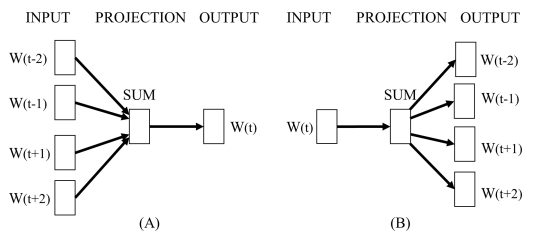 INPUT PROJECTION OUTPUT
W(t-2)
W(t-1)
SUM
W(t)
W(t+1)
W(t+2)
(A)
INPUT PROJECTION OUTPUT
W(t-2)
SUM
W(t-1)
W(t)
W(t+1)
W(t+2)
(B)